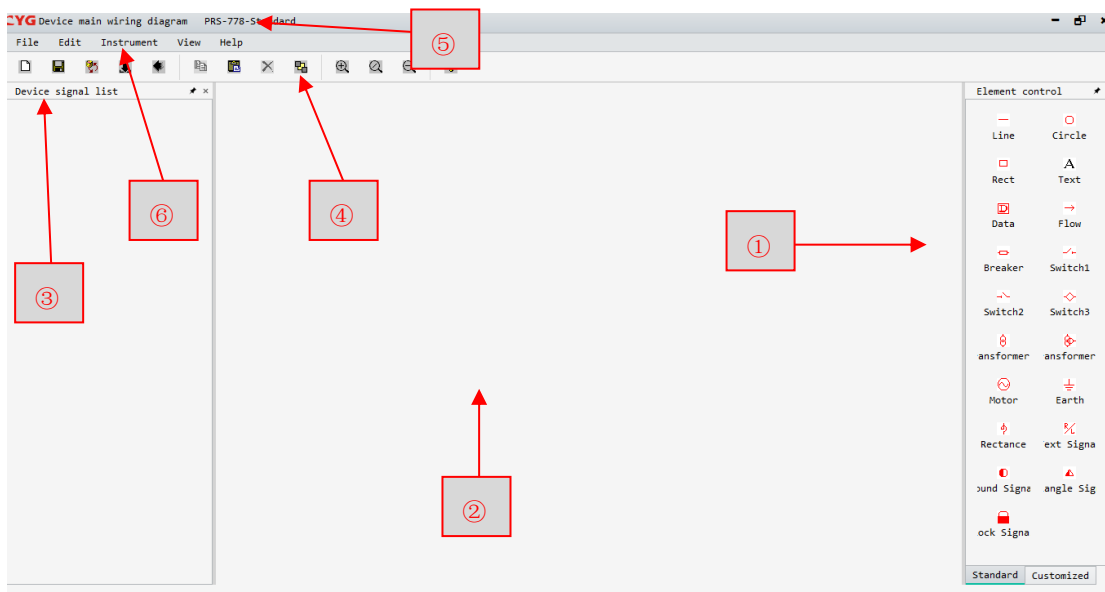 CYG Device main wiring diagram PRS-778-Standard
⑤
File Edit Instrument View Help
Device signal list
Element control
Line Circle
Rect Text
Data Flow
Breaker Switch1
Switch2 Switch3
ansformer ansformer
Motor Earth
Rectance ext Signa
ound Signa angle Sig
ock Signa
Standard Customized
⑥
④
①
③
②